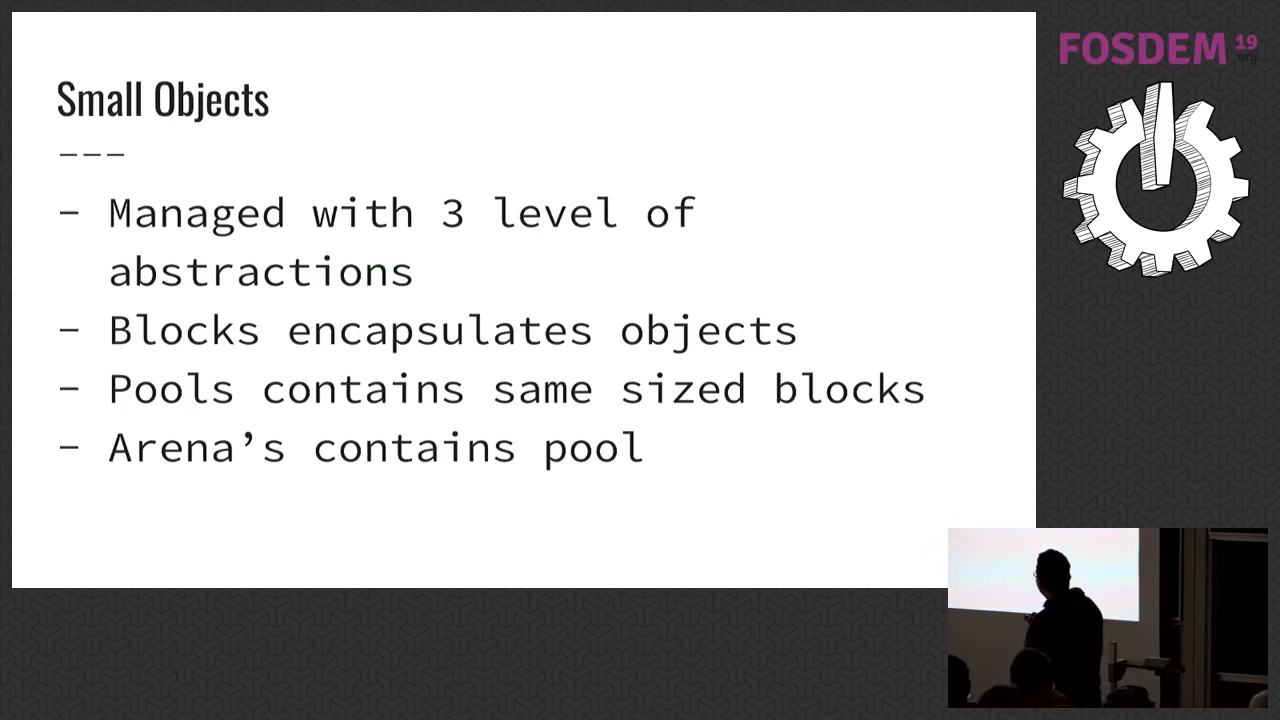 Small Objects
---
- Managed with 3 level of
abstractions
- Blocks encapsulates objects
- Pools contains same sized blocks
- Arena’s contains pool
FOSDEM 19
.org